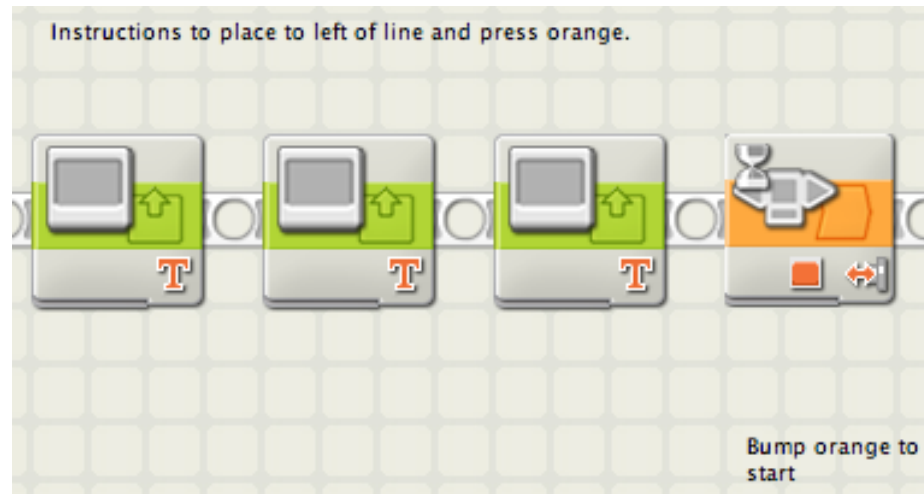 Instructions to place to left of line and press orange.
T T T
Bump orange to
start